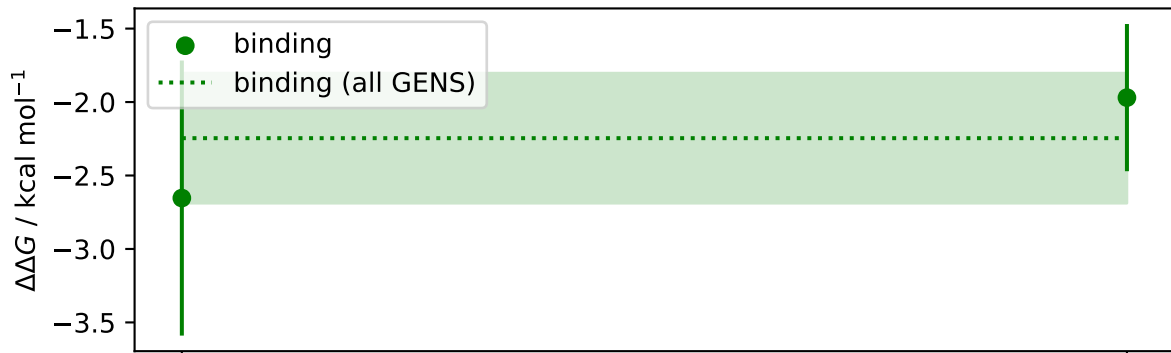 −1.5
−2.0
−2.5
−3.0
−3.5
ΔΔG / kcal mol⁻¹
binding
binding (all GENS)